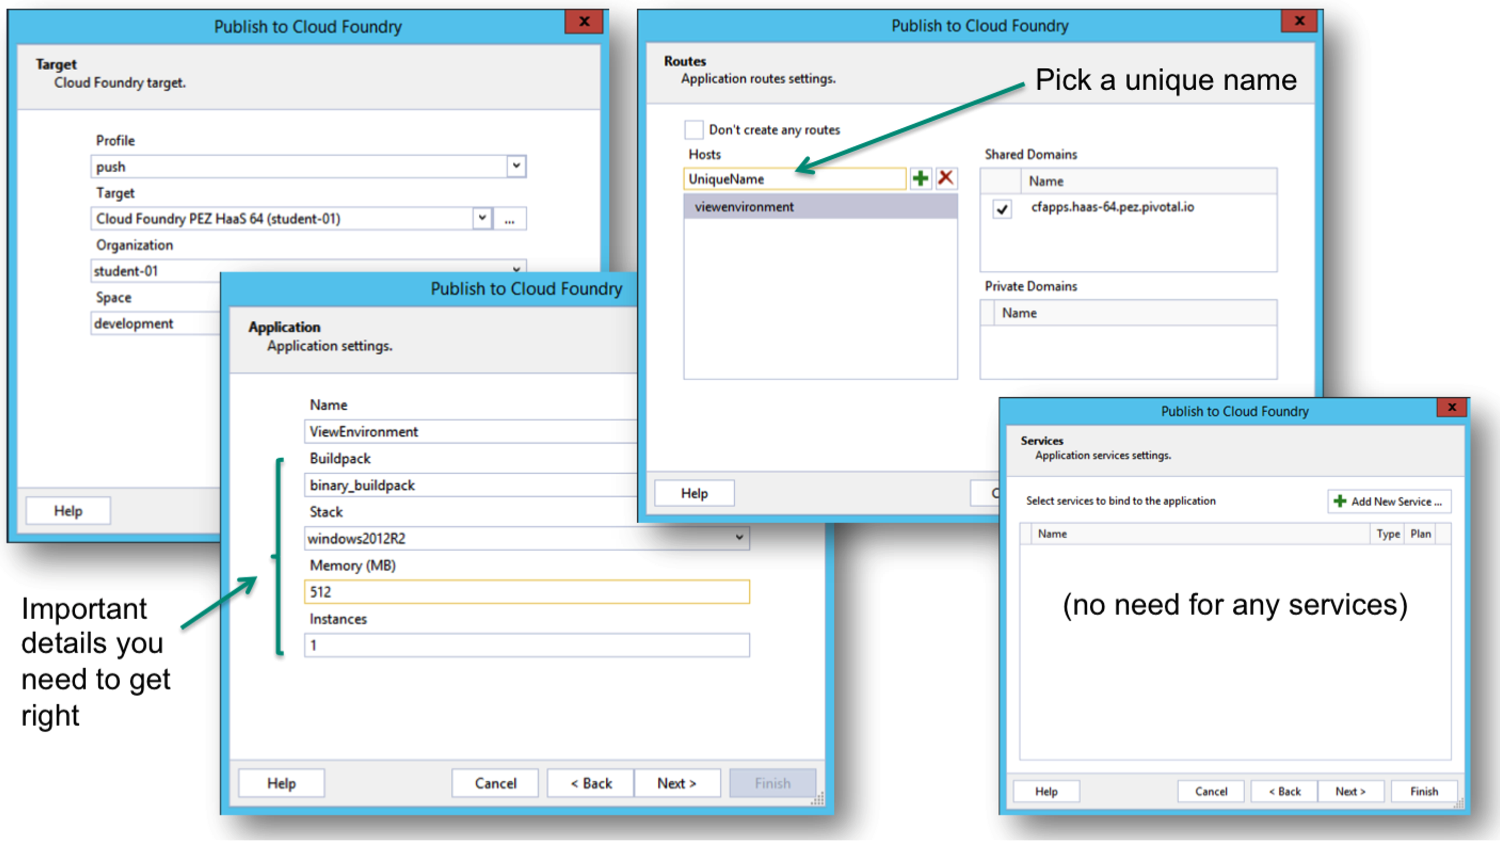 Publish to Cloud Foundry
x
Target
Cloud Foundry target.
Profile
push
Target
Cloud Foundry PEZ HaaS 64 (student-01)
...
Organization
student-01
Space
development
Help
Publish to Cloud Foundry
Application
Application settings.
Name
ViewEnvironment
Buildpack
binary_buildpack
Stack
windows2012R2
Memory (MB)
512
Instances
1
Help
Cancel
< Back
Next >
Finish
Important
details you
need to get
right
Publish to Cloud Foundry
x
Routes
Application routes settings.
Pick a unique name
Don't create any routes
Hosts
UniqueName
viewenvironment
Shared Domains
Name
cfapps.haas-64.pez.pivotal.io
Private Domains
Name
Help
C
Publish to Cloud Foundry
x
Services
Application services settings.
Select services to bind to the application
Add New Service ...
Name
Type
Plan
(no need for any services)
Help
Cancel
< Back
Next >
Finish